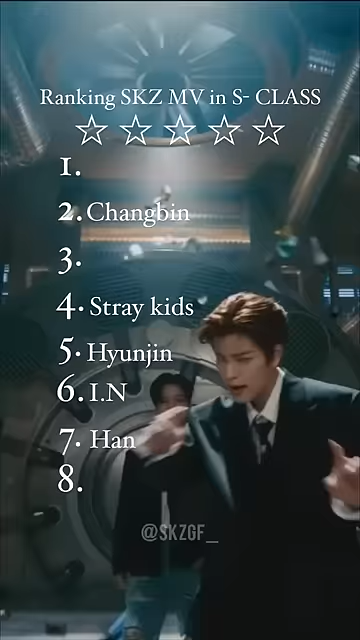 Ranking SKZ MV in S- CLASS
☆ ☆ ☆ ☆ ☆
1.
2. Changbin
3.
4. Stray kids
5. Hyunjin
6. I.N
7. Han
8.
@SKZGF_